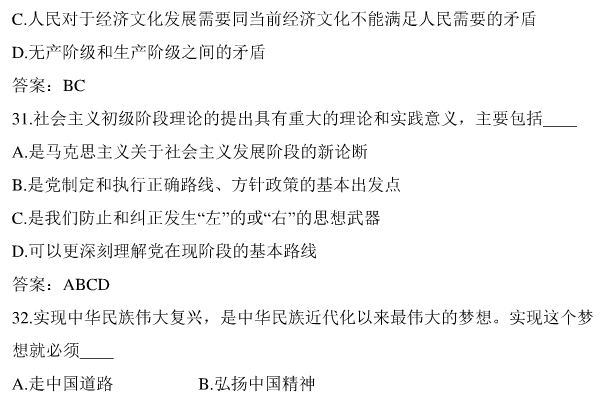 C.人民对于经济文化发展需要同当前经济文化不能满足人民需要的矛盾
D.无产阶级和生产阶级之间的矛盾
答案：BC
31.社会主义初级阶段理论的提出具有重大的理论和实践意义，主要包括____
A.是马克思主义关于社会主义发展阶段的新论断
B.是党制定和执行正确路线、方针政策的基本出发点
C.是我们防止和纠正发生“左”的或“右”的思想武器
D.可以更深刻理解党在现阶段的基本路线
答案：ABCD
32.实现中华民族伟大复兴，是中华民族近代化以来最伟大的梦想。实现这个梦
想就必须____
A.走中国道路 B.弘扬中国精神